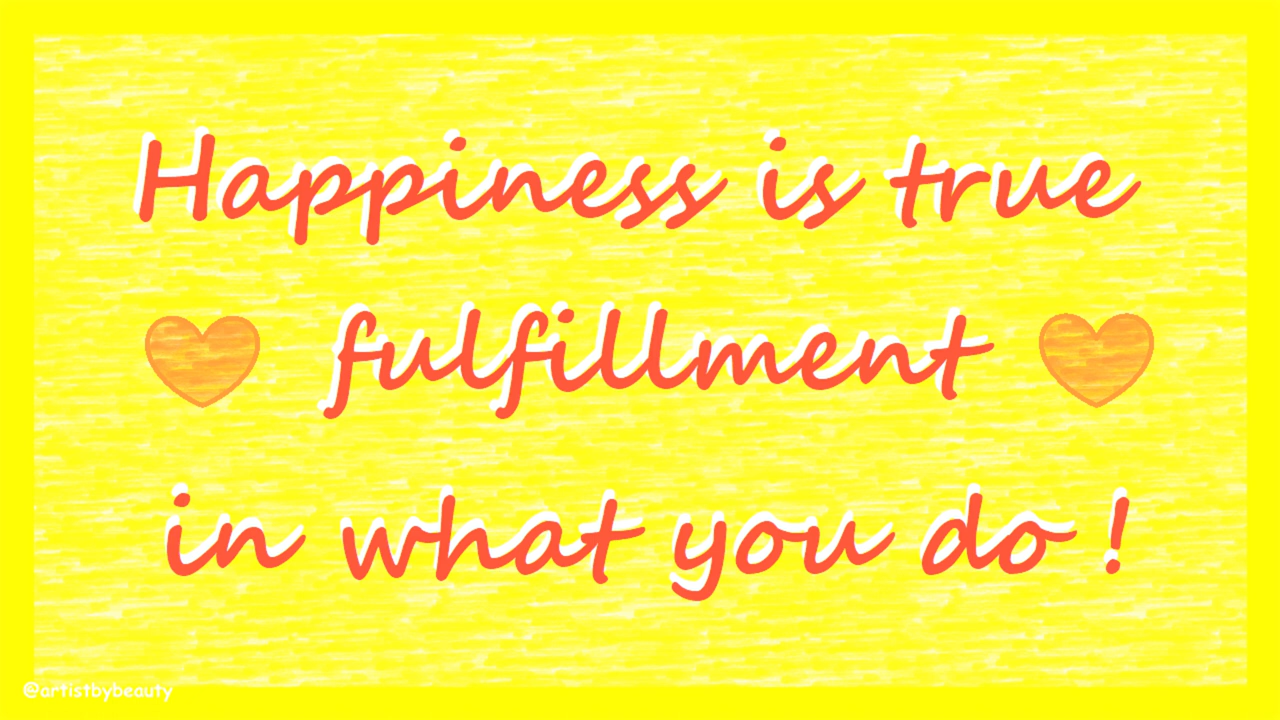 Happiness is true
fulfillment
in what you do !
@artistbybeauty